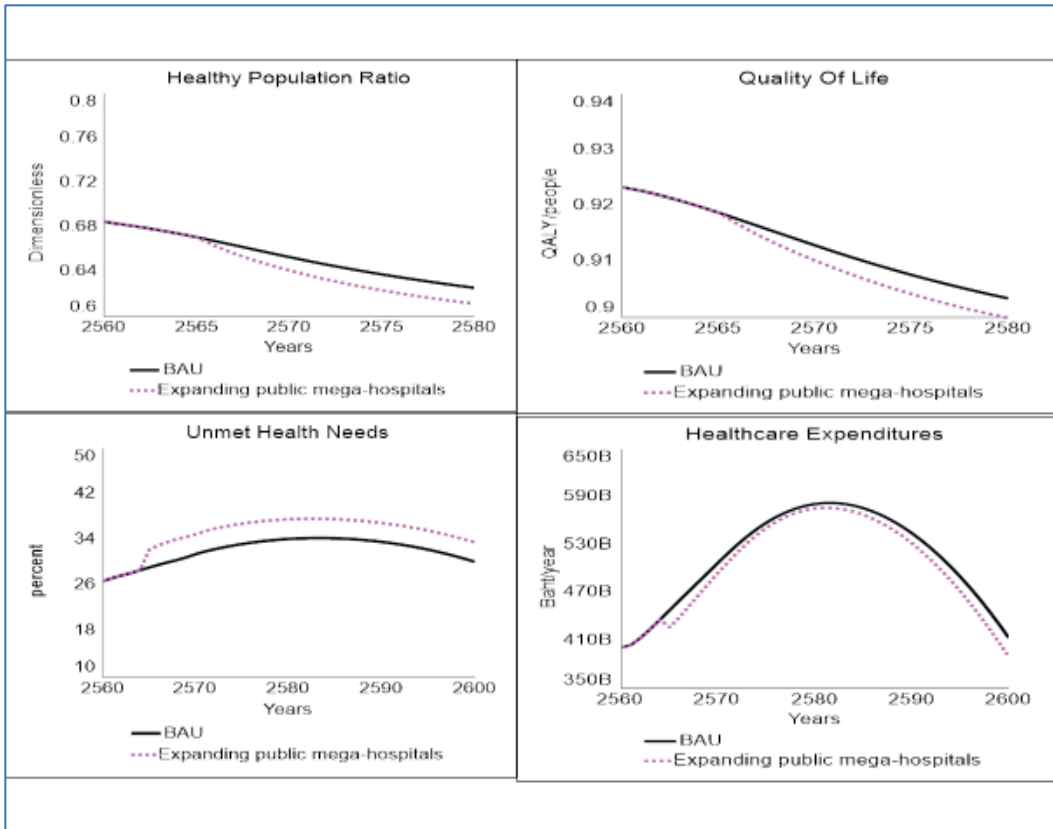 Healthy Population Ratio
0.8
0.76
0.72
0.68
0.64
0.6
Dimensionless
2560 2565 2570 2575 2580
Years
BAU
Expanding public mega-hospitals
Quality Of Life
0.94
0.93
0.92
0.91
0.9
QALY/people
2560 2565 2570 2575 2580
Years
BAU
Expanding public mega-hospitals
Unmet Health Needs
50
42
34
26
18
10
percent
2560 2570 2580 2590 2600
Years
BAU
Expanding public mega-hospitals
Healthcare Expenditures
650B
590B
530B
470B
410B
350B
Baht/year
2560 2570 2580 2590 2600
Years
BAU
Expanding public mega-hospitals